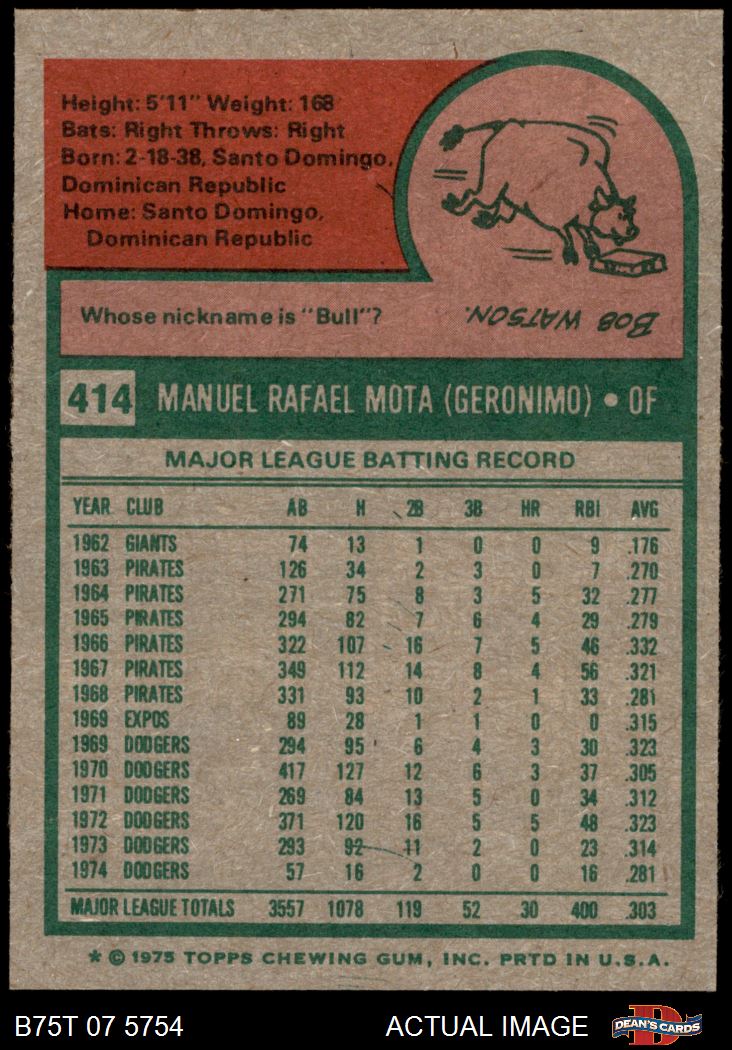 Height: 5'11" Weight: 168
Bats: Right Throws: Right
Born: 2-18-38, Santo Domingo,
Dominican Republic
Home: Santo Domingo,
Dominican Republic
Whose nickname is "Bull"?
BOB WATSON.
414 MANUEL RAFAEL MOTA (GERONIMO) • OF
MAJOR LEAGUE BATTING RECORD
YEAR CLUB AB H 2B 3B HR RBI AVG
1962 GIANTS 74 13 1 0 0 9 .176
1963 PIRATES 126 34 2 3 0 7 .270
1964 PIRATES 271 75 8 3 5 32 .277
1965 PIRATES 294 82 7 6 4 29 .279
1966 PIRATES 322 107 16 7 5 46 .332
1967 PIRATES 349 112 14 8 4 56 .321
1968 PIRATES 331 93 10 2 1 33 .281
1969 EXPOS 89 28 1 1 0 0 .315
1969 DODGERS 294 95 6 4 3 30 .323
1970 DODGERS 417 127 12 6 3 37 .305
1971 DODGERS 269 84 13 5 0 34 .312
1972 DODGERS 371 120 16 5 5 48 .323
1973 DODGERS 293 92 11 2 0 23 .314
1974 DODGERS 57 16 2 0 0 16 .281
MAJOR LEAGUE TOTALS 3557 1078 119 52 30 400 .303
* © 1975 TOPPS CHEWING GUM, INC. PRTD IN U.S.A.
B75T 07 5754 ACTUAL IMAGE D DEAN'S CARDS